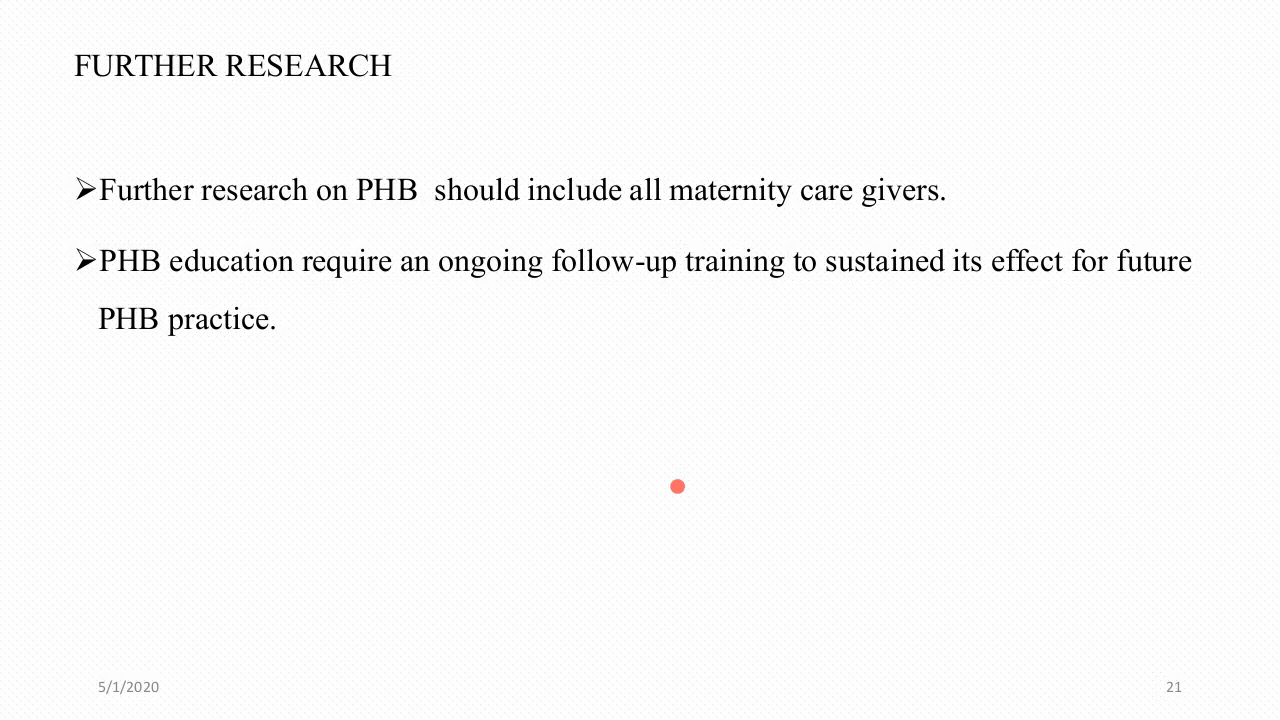 FURTHER RESEARCH
➢Further research on PHB  should include all maternity care givers.
➢PHB education require an ongoing follow-up training to sustained its effect for future
PHB practice.
5/1/2020
21